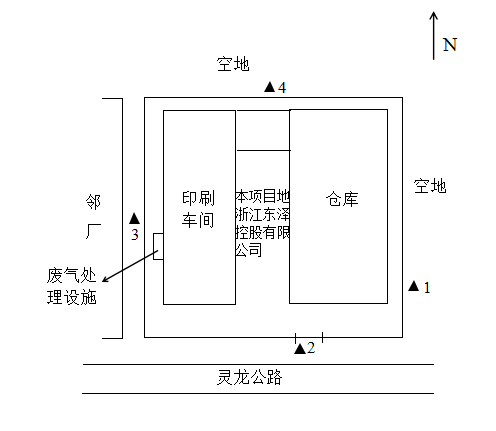 N
空地
▲4
印刷
车间
本项目地
浙江东泽
控股有限
公司
仓库
空地
邻
厂
▲
3
废气处
理设施
▲1
▲2
灵龙公路